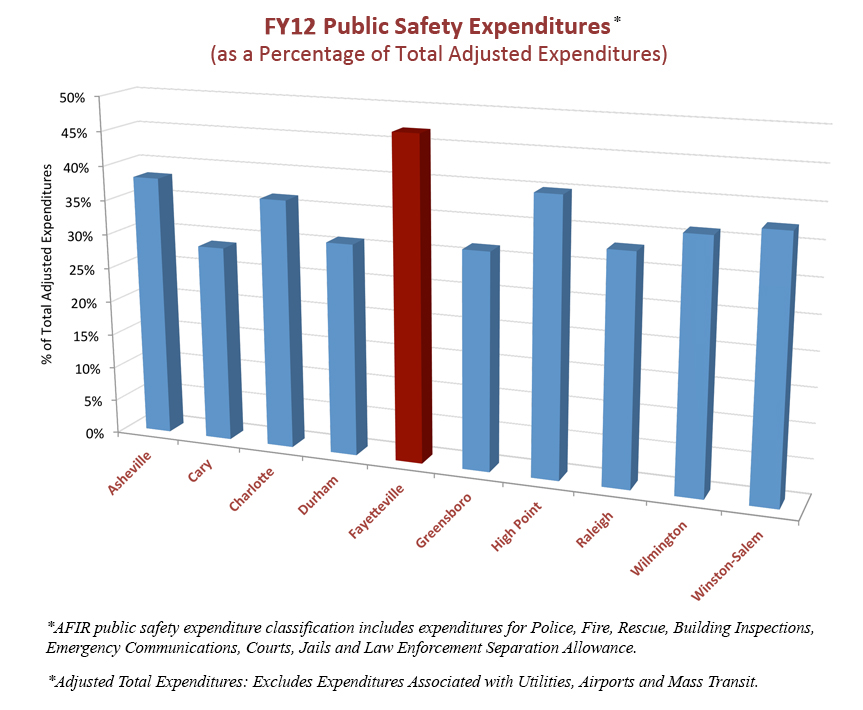 FY12 Public Safety Expenditures*
(as a Percentage of Total Adjusted Expenditures)
50%
45%
40%
35%
30%
25%
20%
15%
10%
5%
0%
% of Total Adjusted Expenditures
Asheville
Cary
Charlotte
Durham
Fayetteville
Greensboro
High Point
Raleigh
Wilmington
Winston-Salem
*AFIR public safety expenditure classification includes expenditures for Police, Fire, Rescue, Building Inspections,
Emergency Communications, Courts, Jails and Law Enforcement Separation Allowance.
*Adjusted Total Expenditures: Excludes Expenditures Associated with Utilities, Airports and Mass Transit.